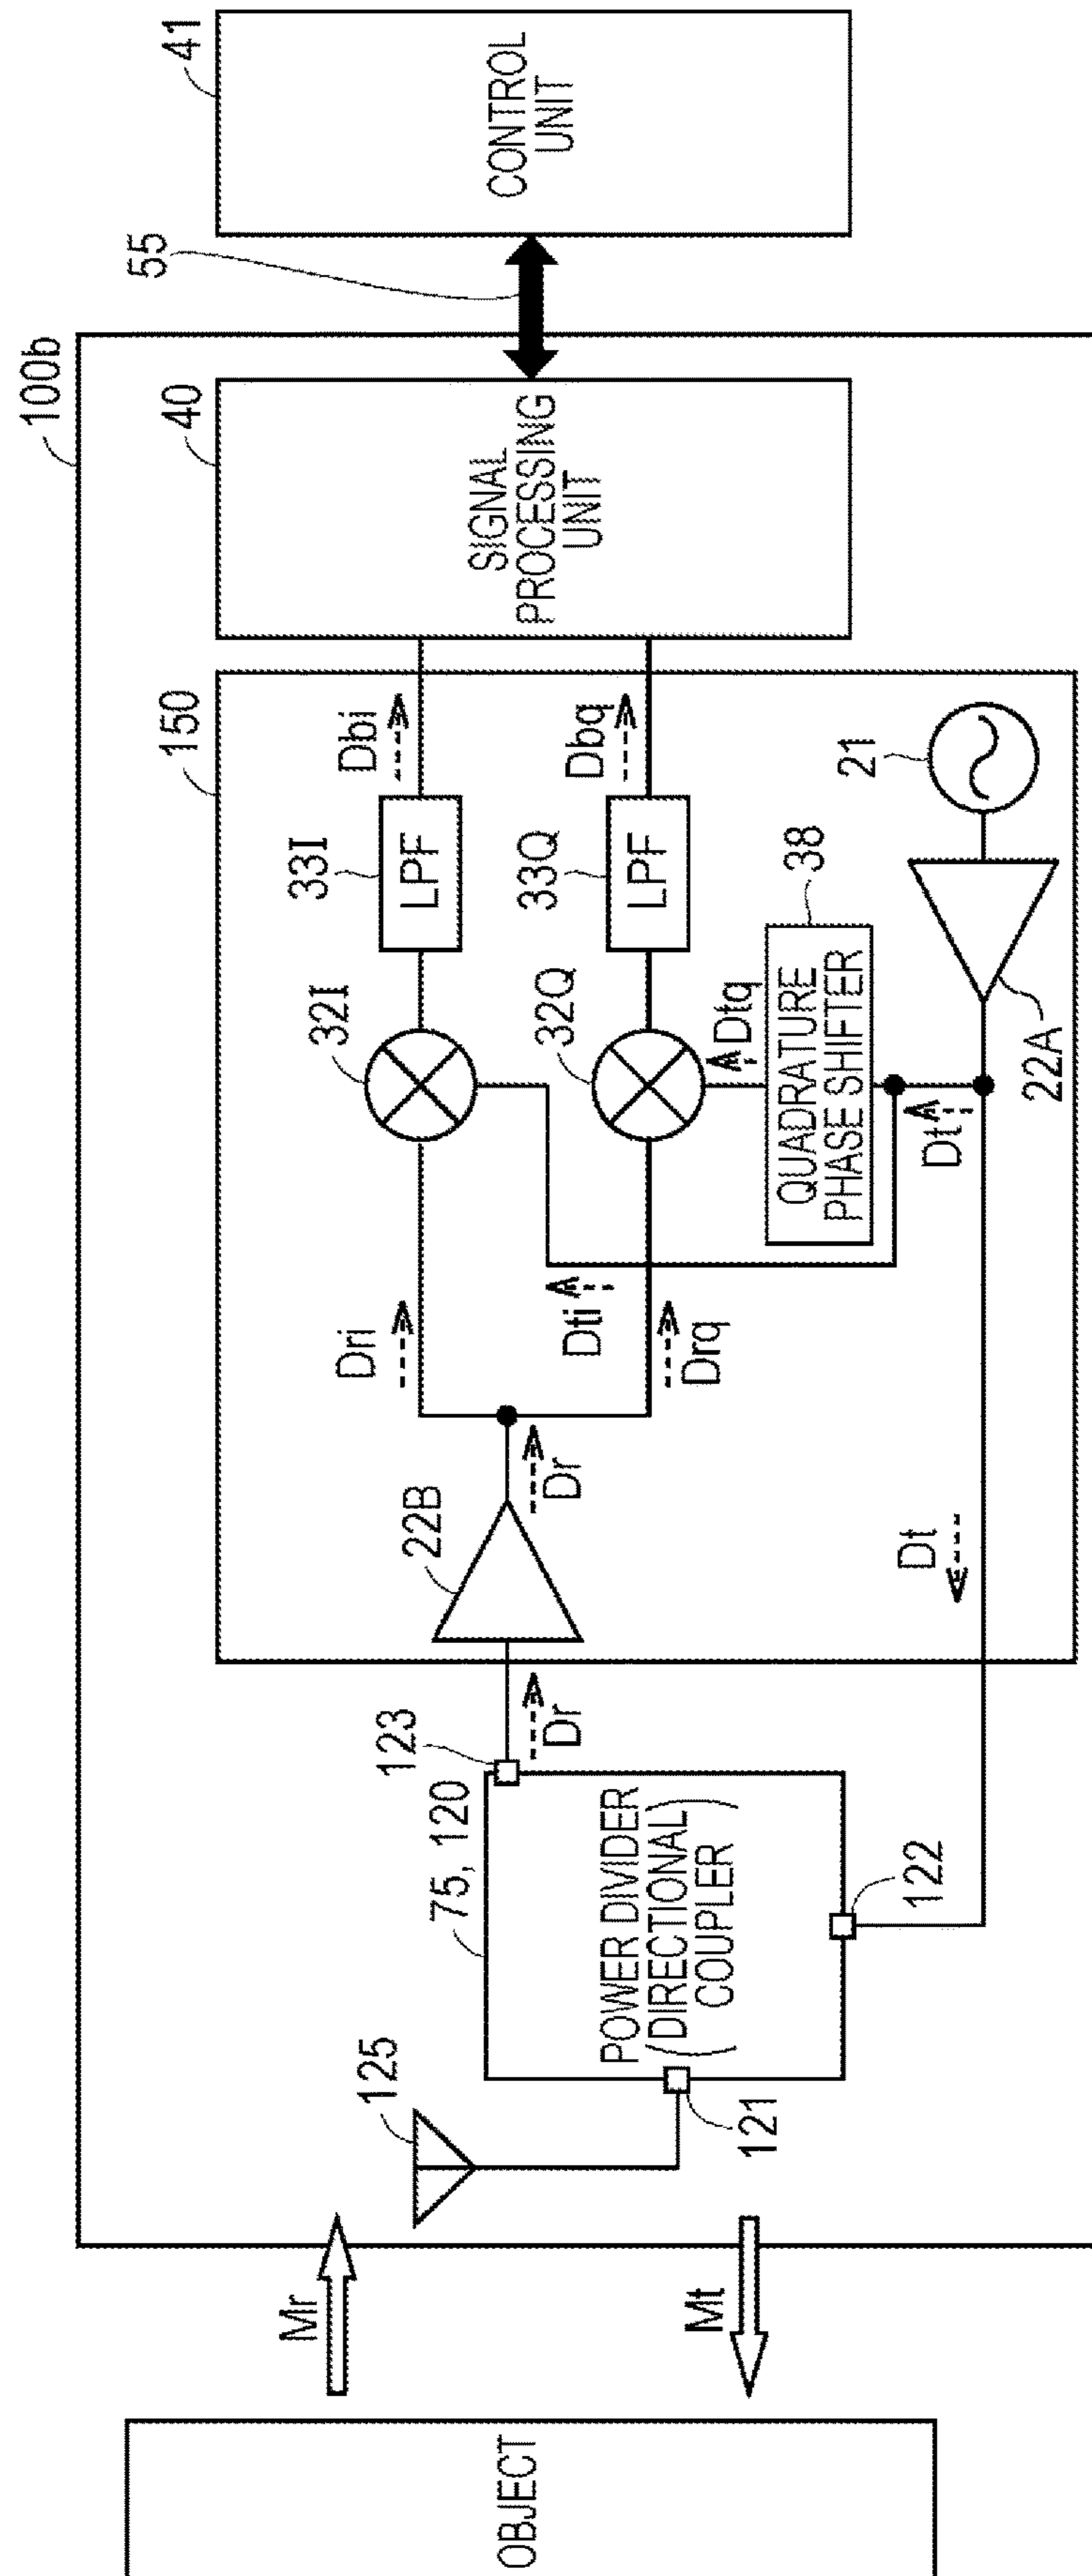 100b
41
55
40
150
CONTROL
UNIT
SIGNAL
PROCESSING
UNIT
Dbi
33I
LPF
32I
Dri
Dbq
33Q
LPF
32Q
Dtq
38
QUADRATURE
PHASE SHIFTER
21
22A
Dt
Dti
Drq
22B
Dr
Dt
123
Dr
75, 120
POWER DIVIDER
(DIRECTIONAL
COUPLER)
122
121
125
Mr
Mt
OBJECT